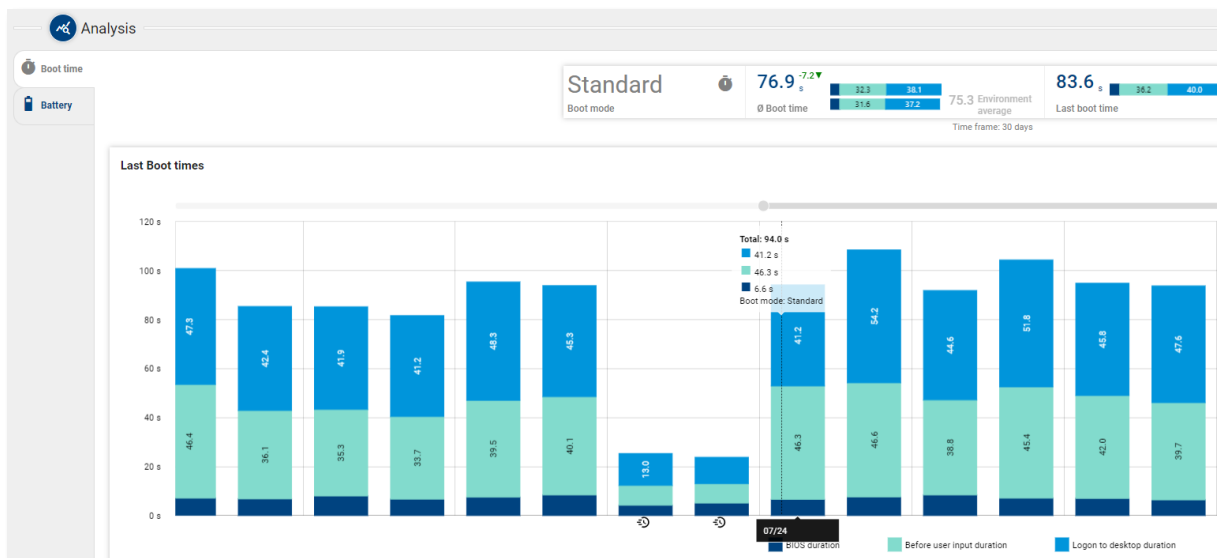 Analysis
Boot time
Battery
Standard
Boot mode
76.9 s -7.2▼
Ø Boot time
32.3 38.1
31.6 37.2
75.3 Environment
average
83.6 s
36.2 40.0
Last boot time
Time frame: 30 days
Last Boot times
120 s
100 s
80 s
60 s
40 s
20 s
0 s
Total: 94.0 s
41.2 s
46.3 s
6.6 s
Boot mode: Standard
47.3 42.4 41.9 41.2 48.3 45.3 13.0 41.2 54.2 44.6 51.8 45.8 47.6
46.4 36.1 35.3 33.7 39.5 40.1 46.3 46.6 38.8 45.4 42.0 39.7
07/24
BIOS duration Before user input duration Logon to desktop duration